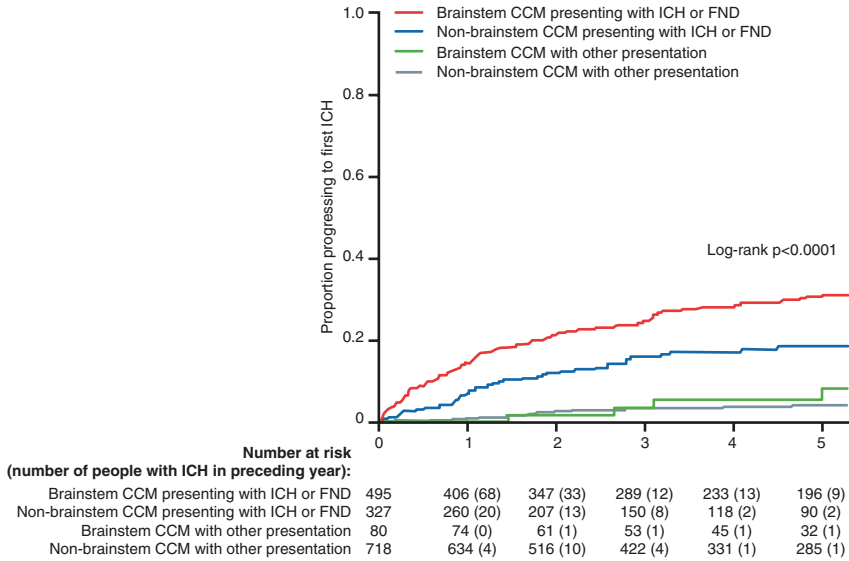 Brainstem CCM presenting with ICH or FND
Non-brainstem CCM presenting with ICH or FND
Brainstem CCM with other presentation
Non-brainstem CCM with other presentation
1.0
0.8
0.6
0.4
0.2
0
Proportion progressing to first ICH
Log-rank p<0.0001
0 1 2 3 4 5
Number at risk
(number of people with ICH in preceding year):
Brainstem CCM presenting with ICH or FND 495 406 (68) 347 (33) 289 (12) 233 (13) 196 (9)
Non-brainstem CCM presenting with ICH or FND 327 260 (20) 207 (13) 150 (8) 118 (2) 90 (2)
Brainstem CCM with other presentation 80 74 (0) 61 (1) 53 (1) 45 (1) 32 (1)
Non-brainstem CCM with other presentation 718 634 (4) 516 (10) 422 (4) 331 (1) 285 (1)